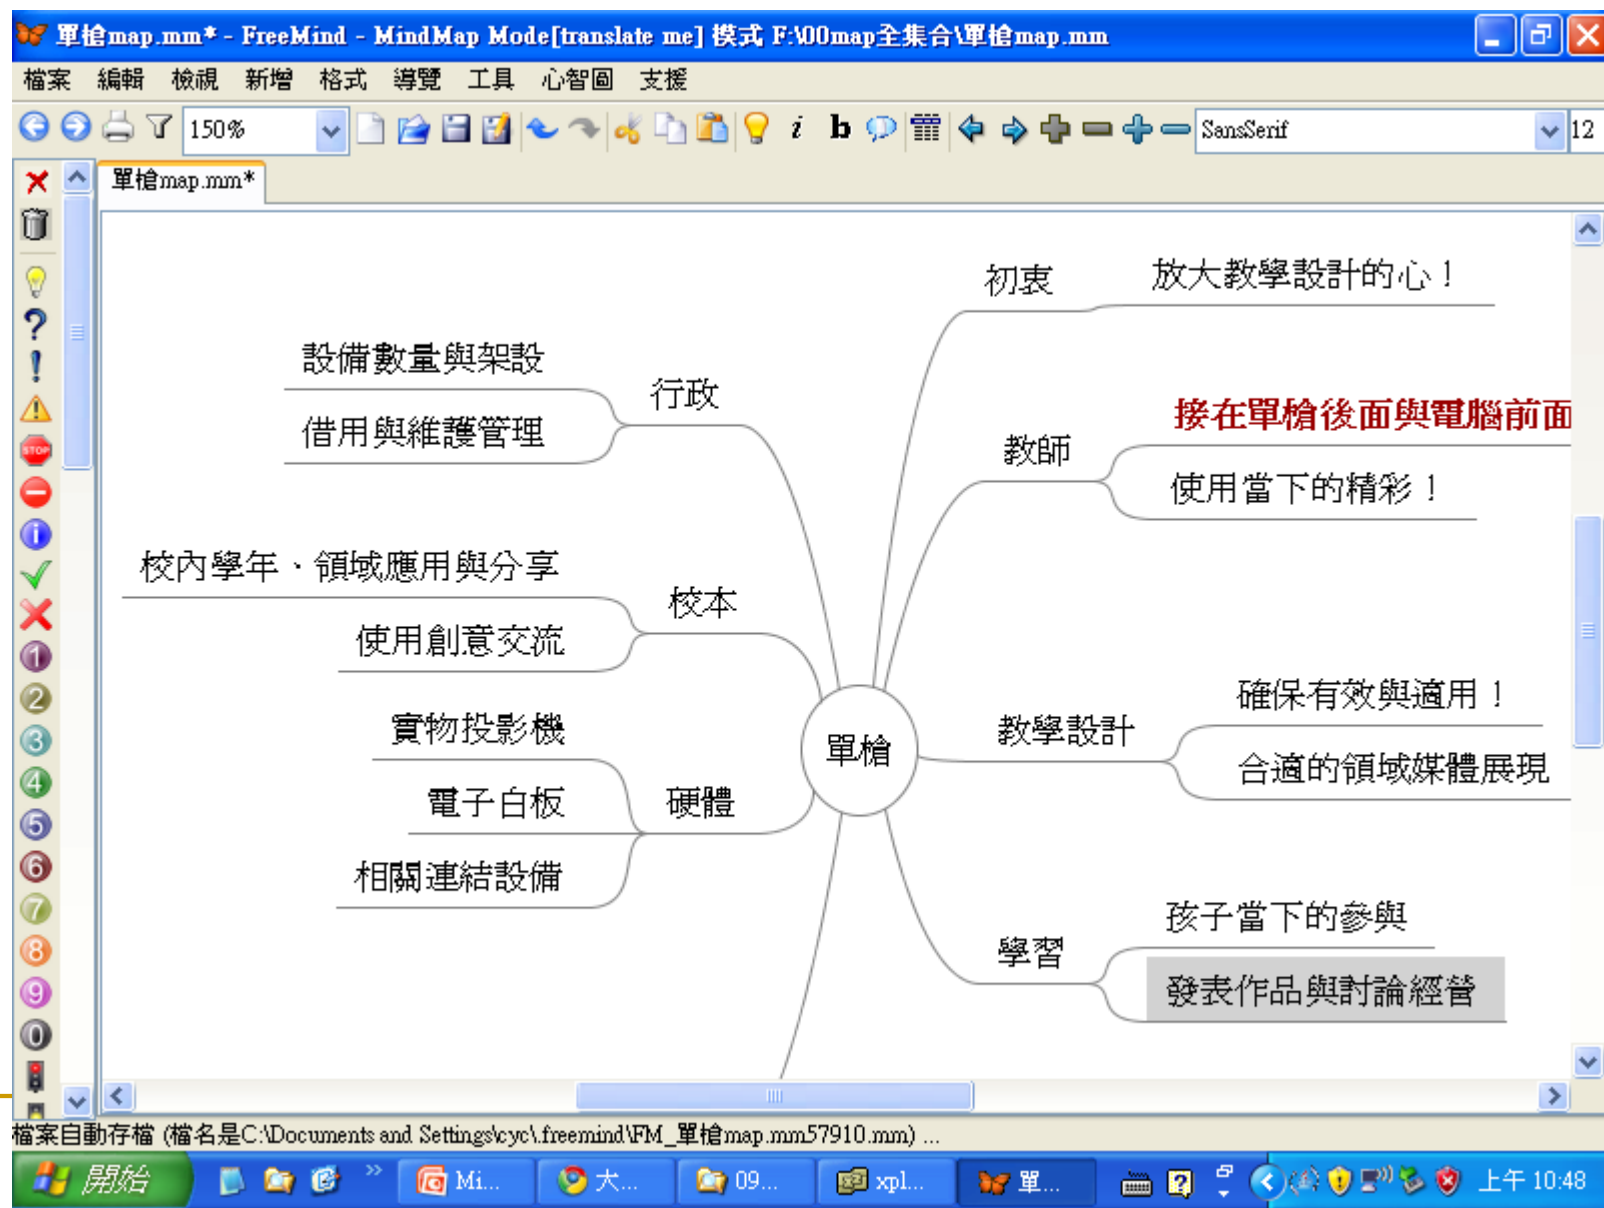 單槍map.mm* - FreeMind - MindMap Mode[translate me] 模式 F:\00map全集合\單槍map.mm
檔案 編輯 檢視 新增 格式 導覽 工具 心智圖 支援
150% i b SansSerif 12
單槍map.mm*
初衷 放大教學設計的心！
設備數量與架設
行政
借用與維護管理
接在單槍後面與電腦前面
教師
使用當下的精彩！
校內學年、領域應用與分享
校本
使用創意交流
確保有效與適用！
實物投影機
教學設計
單槍
合適的領域媒體展現
電子白板
硬體
相關連結設備
孩子當下的參與
學習
發表作品與討論經營
?
!
STOP
i
1
2
3
4
5
6
7
8
9
0
檔案自動存檔 (檔名是C:\Documents and Settings\cyc\.freemind\FM_單槍map.mm57910.mm) ...
開始 » Mi... 大... 09... xpl... 單... 上午 10:48